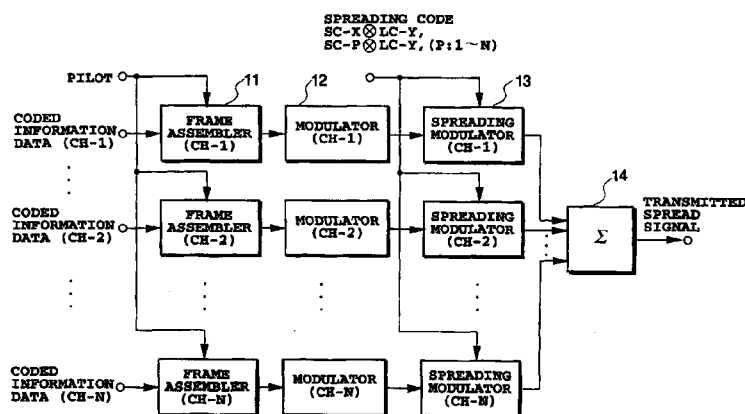 SPREADING CODE
SC-X⊗LC-Y,
SC-P⊗LC-Y, (P:1~N)
PILOT
11
12
13
CODED
INFORMATION
DATA (CH-1)
FRAME
ASSEMBLER
(CH-1)
MODULATOR
(CH-1)
SPREADING
MODULATOR
(CH-1)
14
CODED
INFORMATION
DATA (CH-2)
FRAME
ASSEMBLER
(CH-2)
MODULATOR
(CH-2)
SPREADING
MODULATOR
(CH-2)
Σ
TRANSMITTED
SPREAD
SIGNAL
CODED
INFORMATION
DATA (CH-N)
FRAME
ASSEMBLER
(CH-N)
MODULATOR
(CH-N)
SPREADING
MODULATOR
(CH-N)